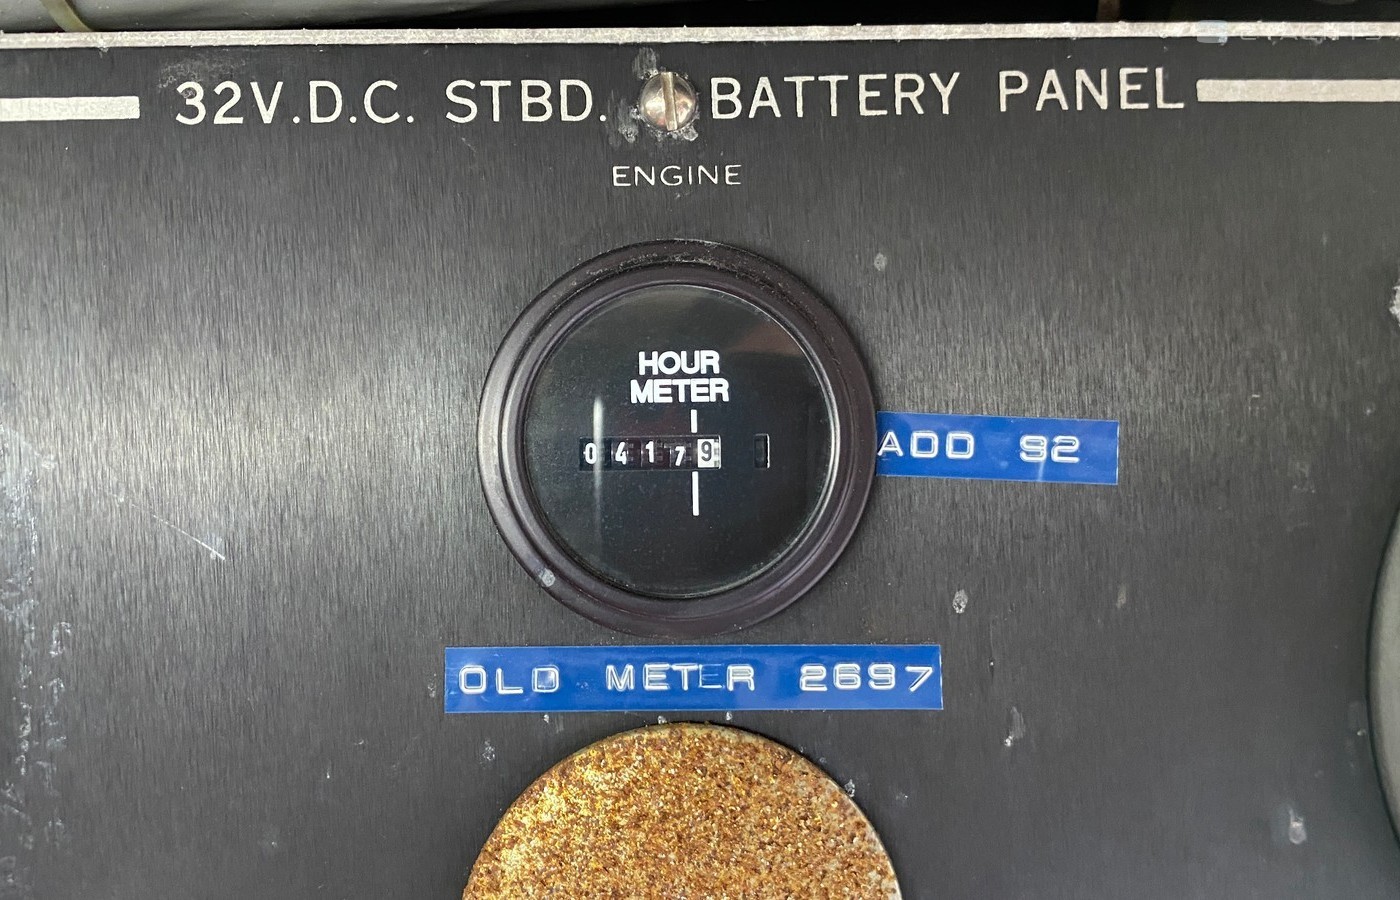 32V.D.C. STBD. BATTERY PANEL
ENGINE
HOUR
METER
04179
ADD 92
OLD METER 2697